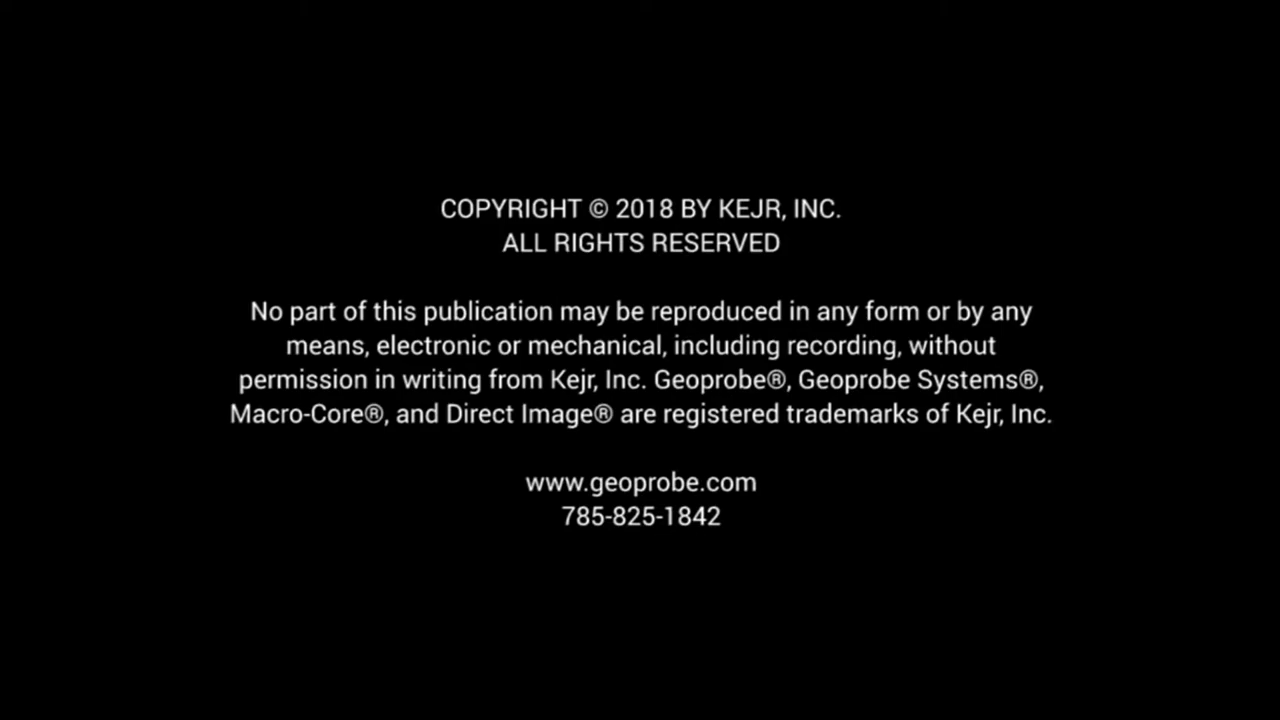 COPYRIGHT © 2018 BY KEJR, INC.
ALL RIGHTS RESERVED
No part of this publication may be reproduced in any form or by any
means, electronic or mechanical, including recording, without
permission in writing from Kejr, Inc. Geoprobe®, Geoprobe Systems®,
Macro-Core®, and Direct Image® are registered trademarks of Kejr, Inc.
www.geoprobe.com
785-825-1842